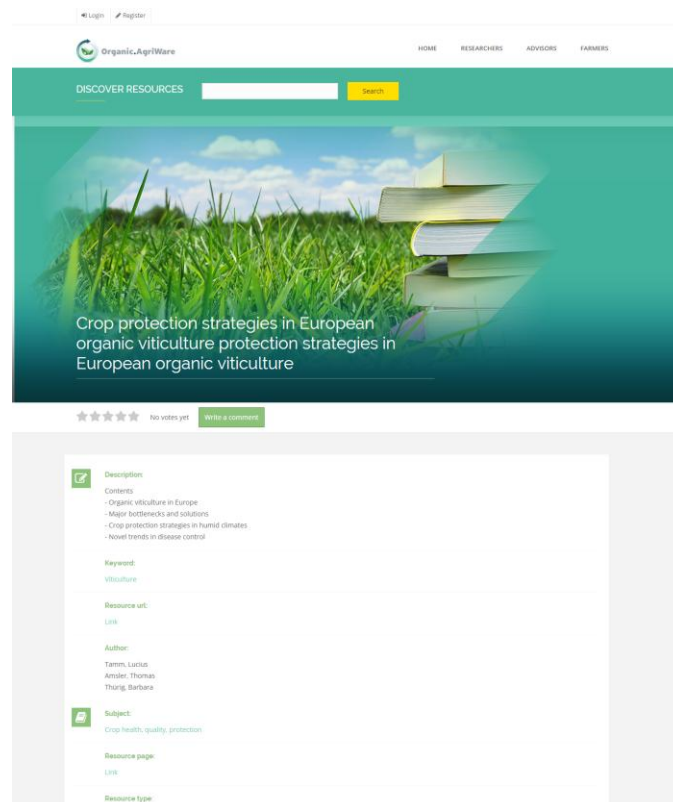 Login
Register
Organic.AgriWare
HOME
RESEARCHERS
ADVISORS
FARMERS
DISCOVER RESOURCES
Search
Crop protection strategies in European
organic viticulture protection strategies in
European organic viticulture
No votes yet
Write a comment
Description:
Contents
- Organic viticulture in Europe
- Major bottlenecks and solutions
- Crop protection strategies in humid climates
- Novel trends in disease control
Keyword:
Viticulture
Resource url:
Link
Author:
Tamm, Lucius
Amsler, Thomas
Thürig, Barbara
Subject:
Crop health, quality, protection
Resource page:
Link
Resource type: